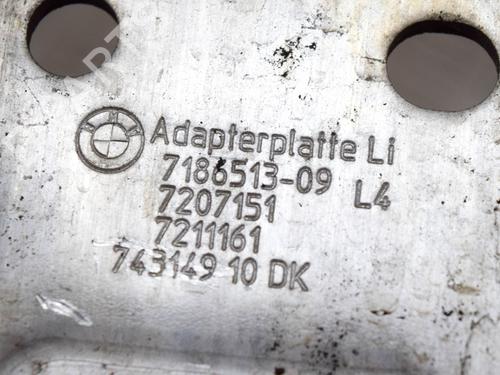 Adapterplatte Li
7186513-09 L4
7207151
7211161
743149 10 DK